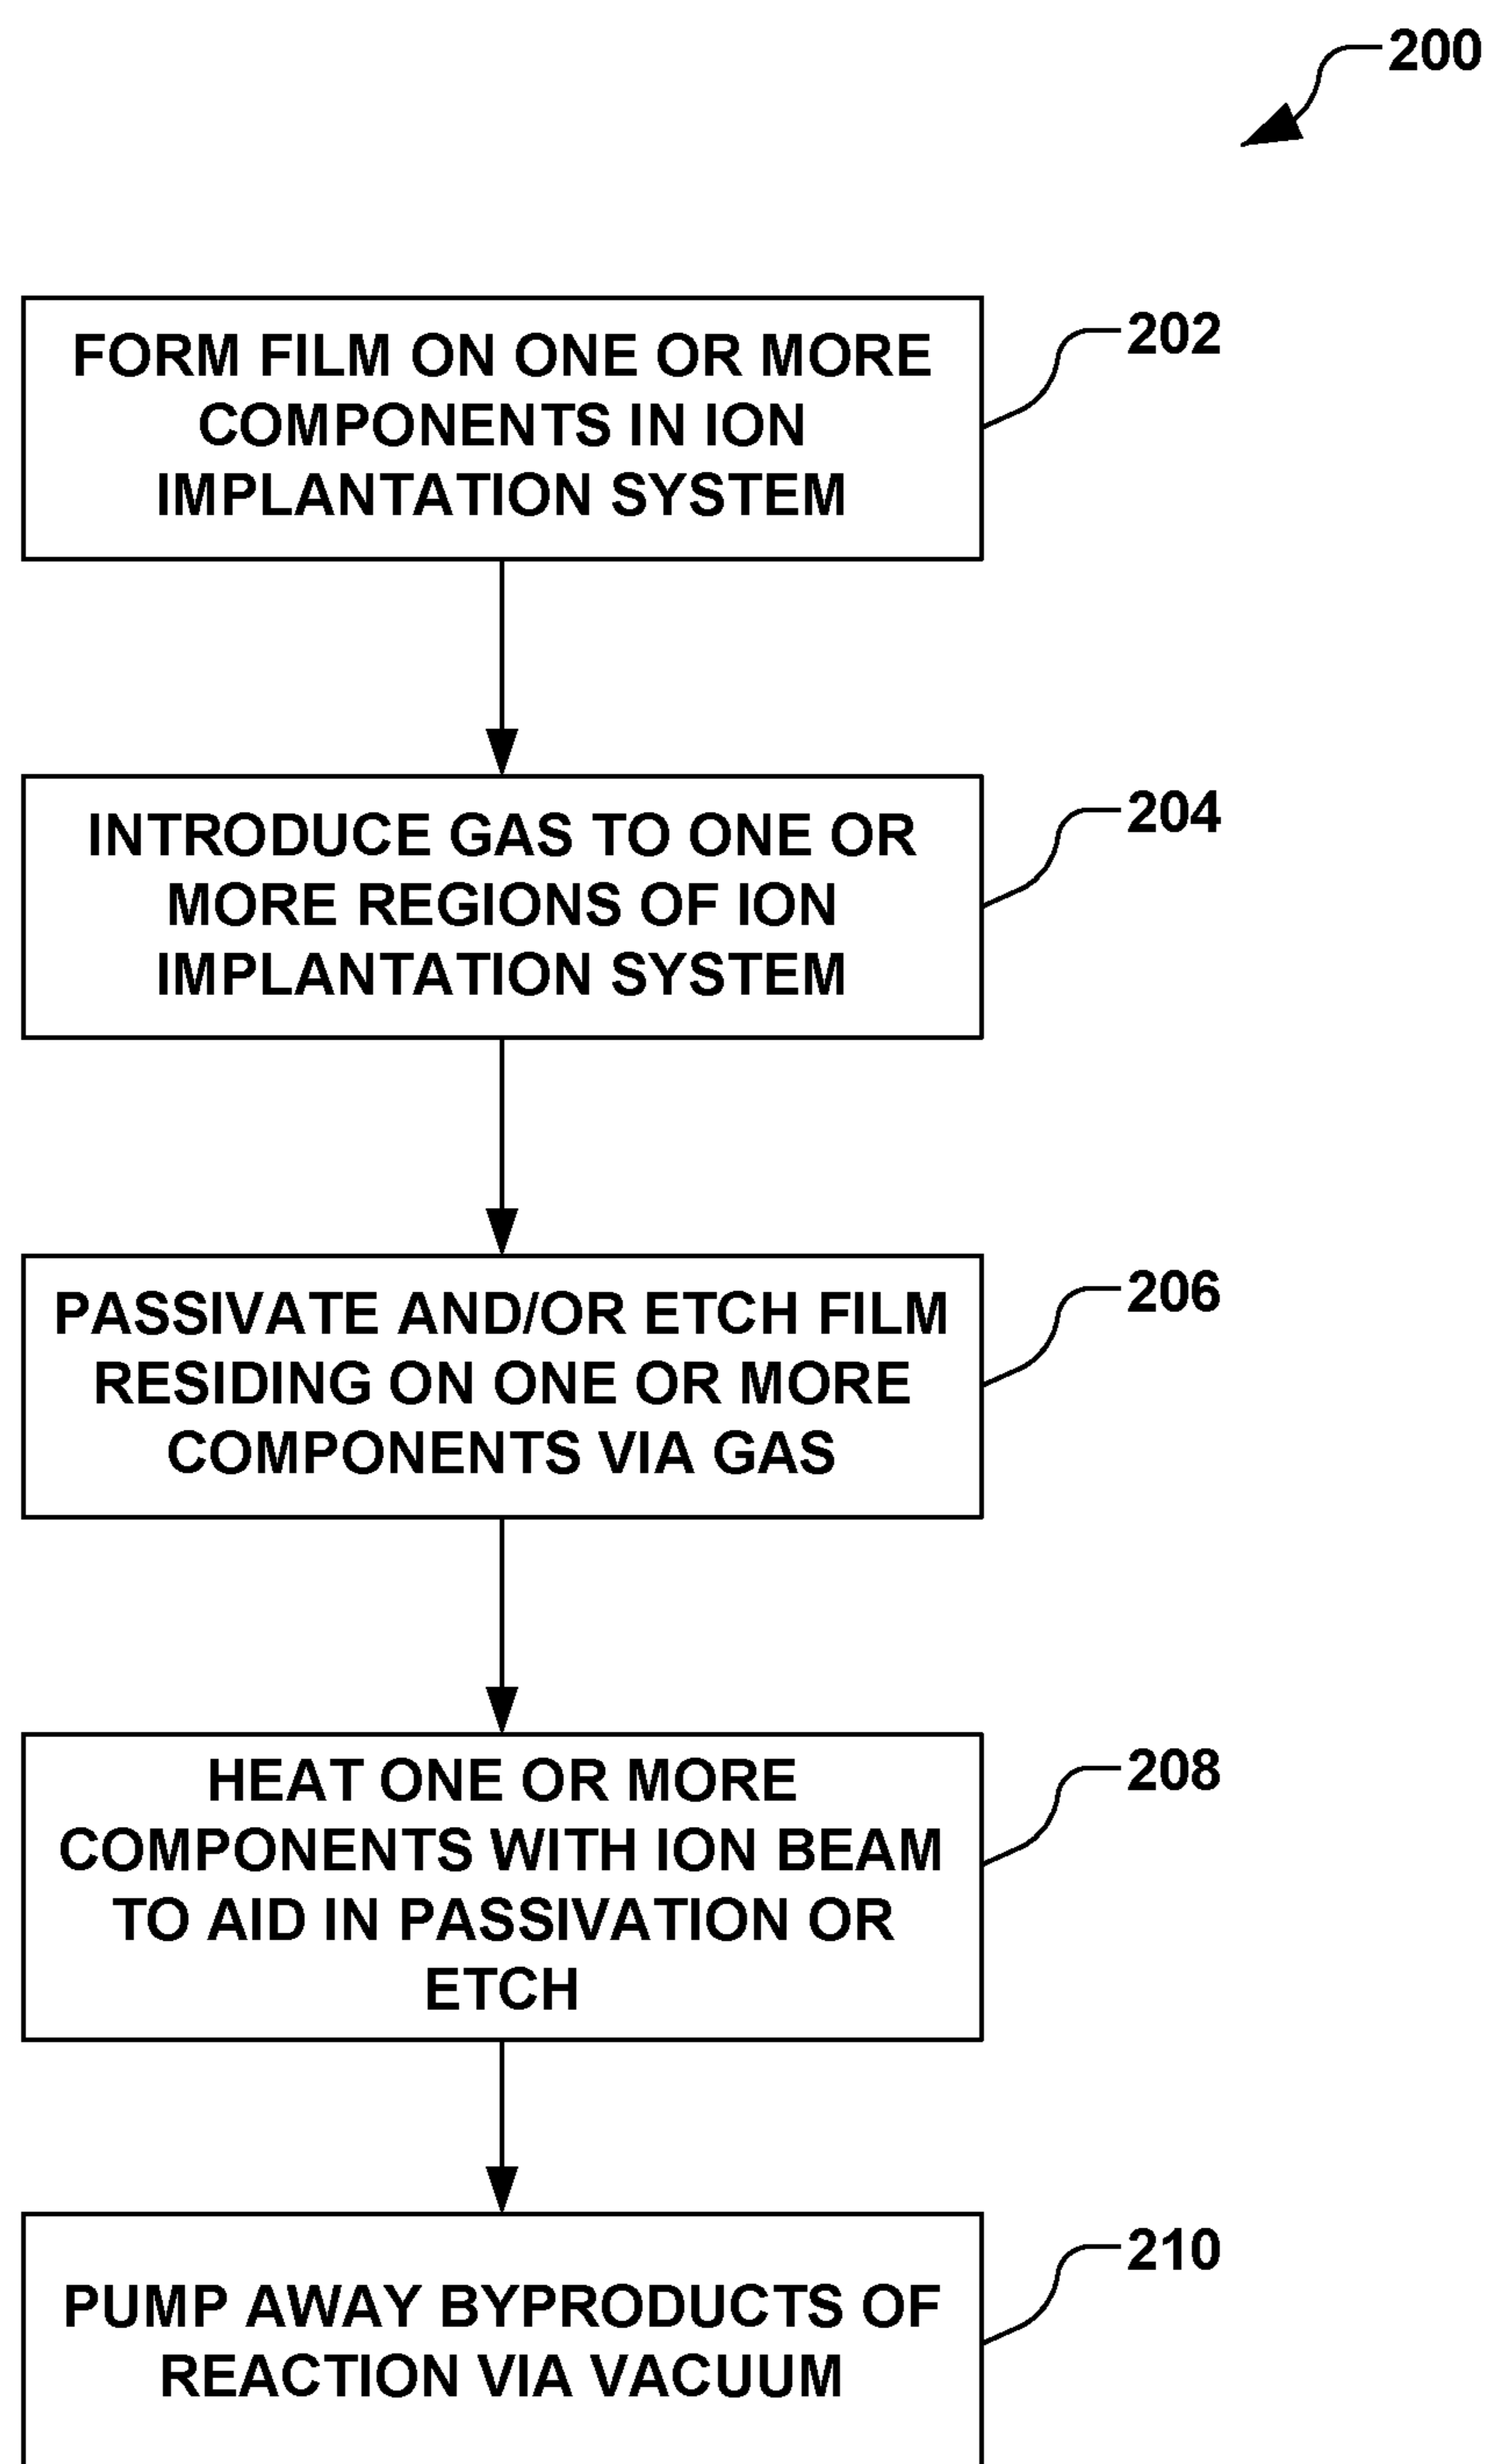 200
FORM FILM ON ONE OR MORE
COMPONENTS IN ION
IMPLANTATION SYSTEM
202
INTRODUCE GAS TO ONE OR
MORE REGIONS OF ION
IMPLANTATION SYSTEM
204
PASSIVATE AND/OR ETCH FILM
RESIDING ON ONE OR MORE
COMPONENTS VIA GAS
206
HEAT ONE OR MORE
COMPONENTS WITH ION BEAM
TO AID IN PASSIVATION OR
ETCH
208
PUMP AWAY BYPRODUCTS OF
REACTION VIA VACUUM
210